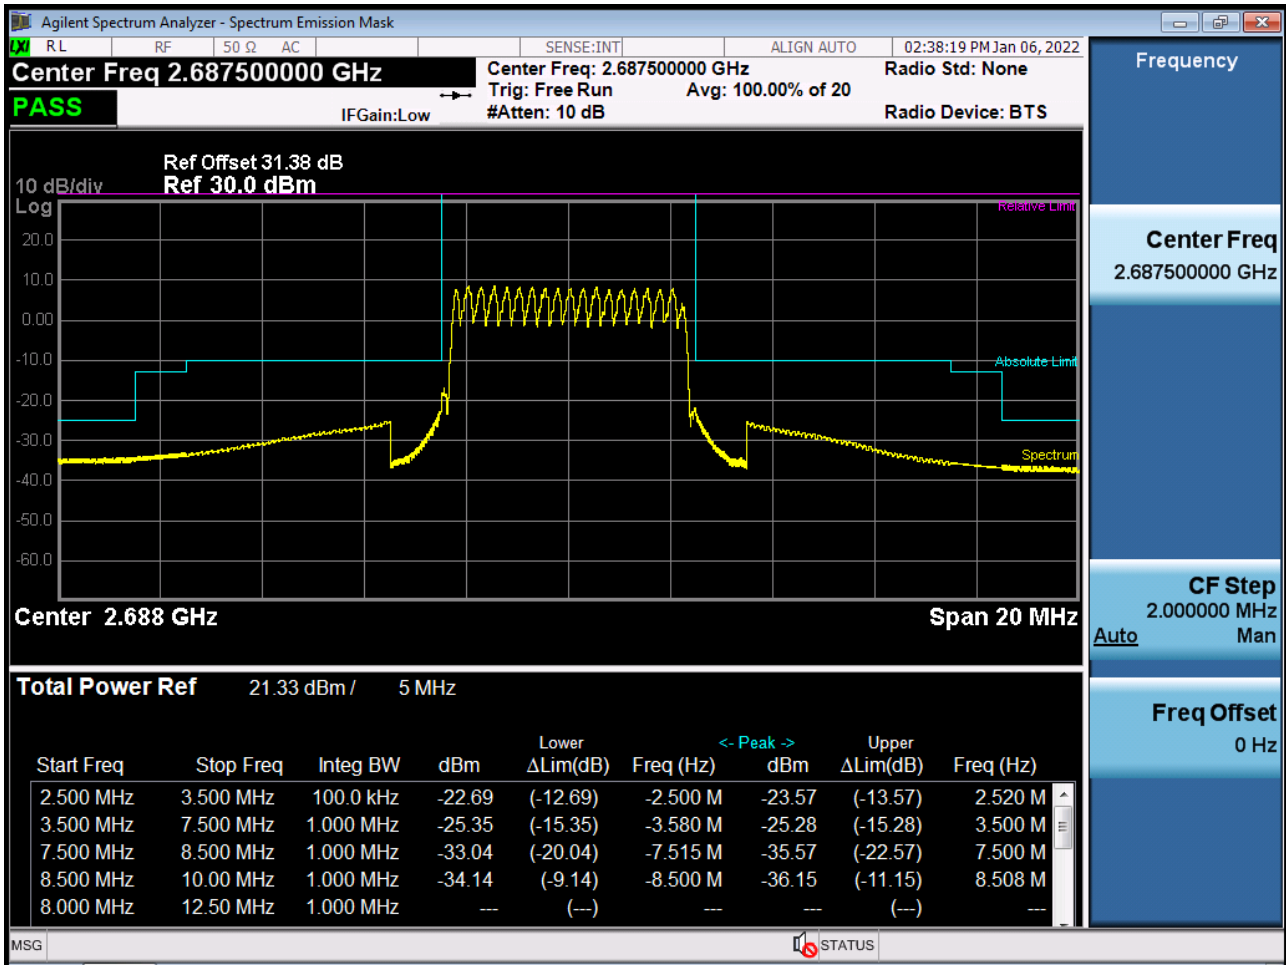 Agilent Spectrum Analyzer - Spectrum Emission Mask
LXI RL RF 50 Ω AC SENSE:INT ALIGN AUTO 02:38:19 PM Jan 06, 2022
Center Freq 2.687500000 GHz
Center Freq: 2.687500000 GHz
Radio Std: None
Trig: Free Run Avg: 100.00% of 20
PASS
IFGain:Low
#Atten: 10 dB
Radio Device: BTS
Ref Offset 31.38 dB
10 dB/div Ref 30.0 dBm
Log
Relative Limit
20.0
10.0
0.00
-10.0
Absolute Limit
-20.0
-30.0
Spectrum
-40.0
-50.0
-60.0
Center 2.688 GHz Span 20 MHz
Total Power Ref 21.33 dBm / 5 MHz
Lower <- Peak -> Upper
Start Freq Stop Freq Integ BW dBm ΔLim(dB) Freq (Hz) dBm ΔLim(dB) Freq (Hz)
2.500 MHz 3.500 MHz 100.0 kHz -22.69 (-12.69) -2.500 M -23.57 (-13.57) 2.520 M
3.500 MHz 7.500 MHz 1.000 MHz -25.35 (-15.35) -3.580 M -25.28 (-15.28) 3.500 M
7.500 MHz 8.500 MHz 1.000 MHz -33.04 (-20.04) -7.515 M -35.57 (-22.57) 7.500 M
8.500 MHz 10.00 MHz 1.000 MHz -34.14 (-9.14) -8.500 M -36.15 (-11.15) 8.508 M
8.000 MHz 12.50 MHz 1.000 MHz --- (---) --- --- (---) ---
MSG STATUS
Frequency
Center Freq
2.687500000 GHz
CF Step
2.000000 MHz
Auto Man
Freq Offset
0 Hz